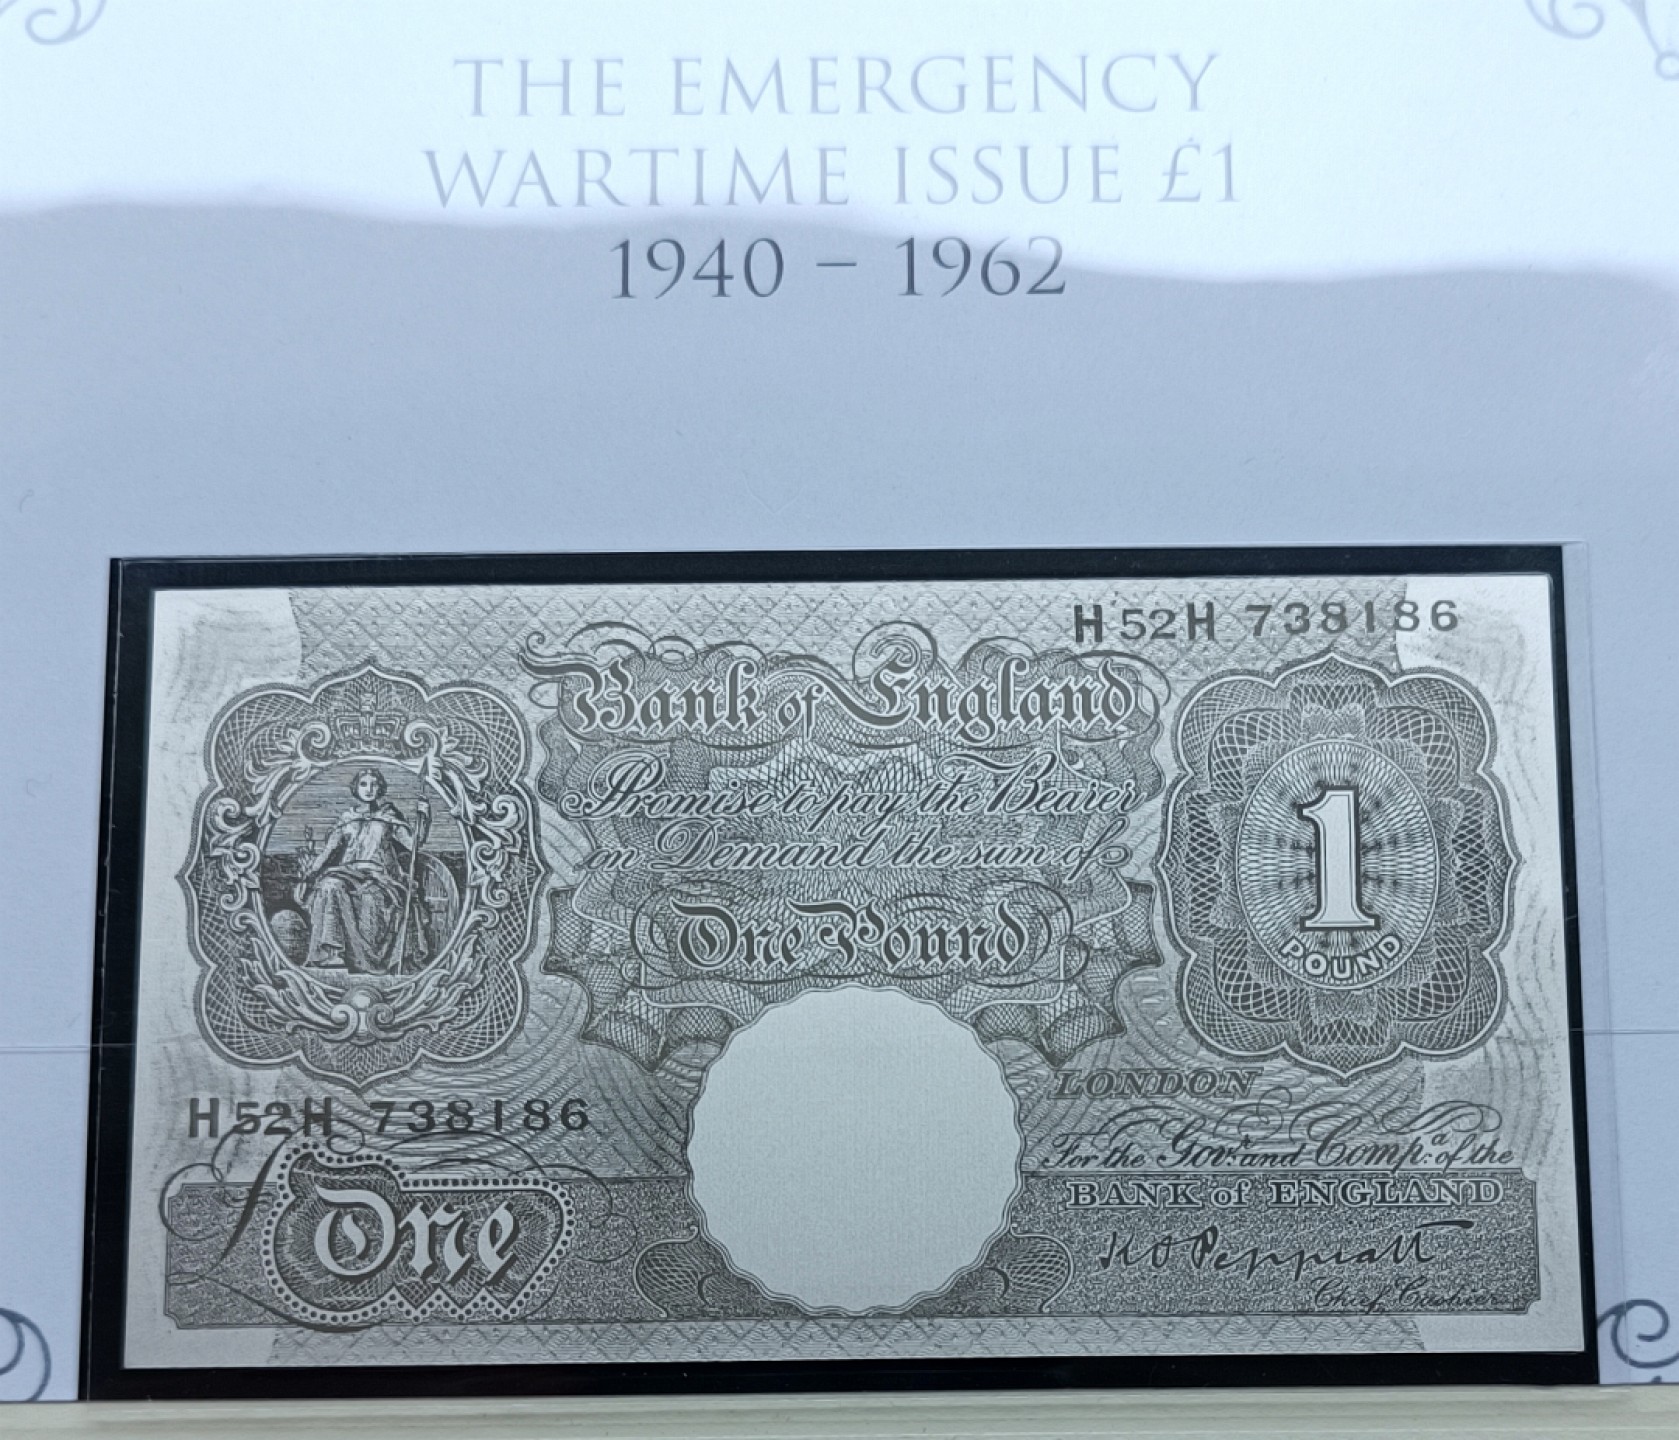 THE EMERGENCY
WARTIME ISSUE £1
1940 – 1962
H52H 738186
Bank of England
Promise to pay the Bearer
on Demand the sum of
One Pound
1
POUND
LONDON
H52H 738186
For the Govr. and Compa. of the
BANK of ENGLAND
£One
K O Peppiatt
Chief Cashier